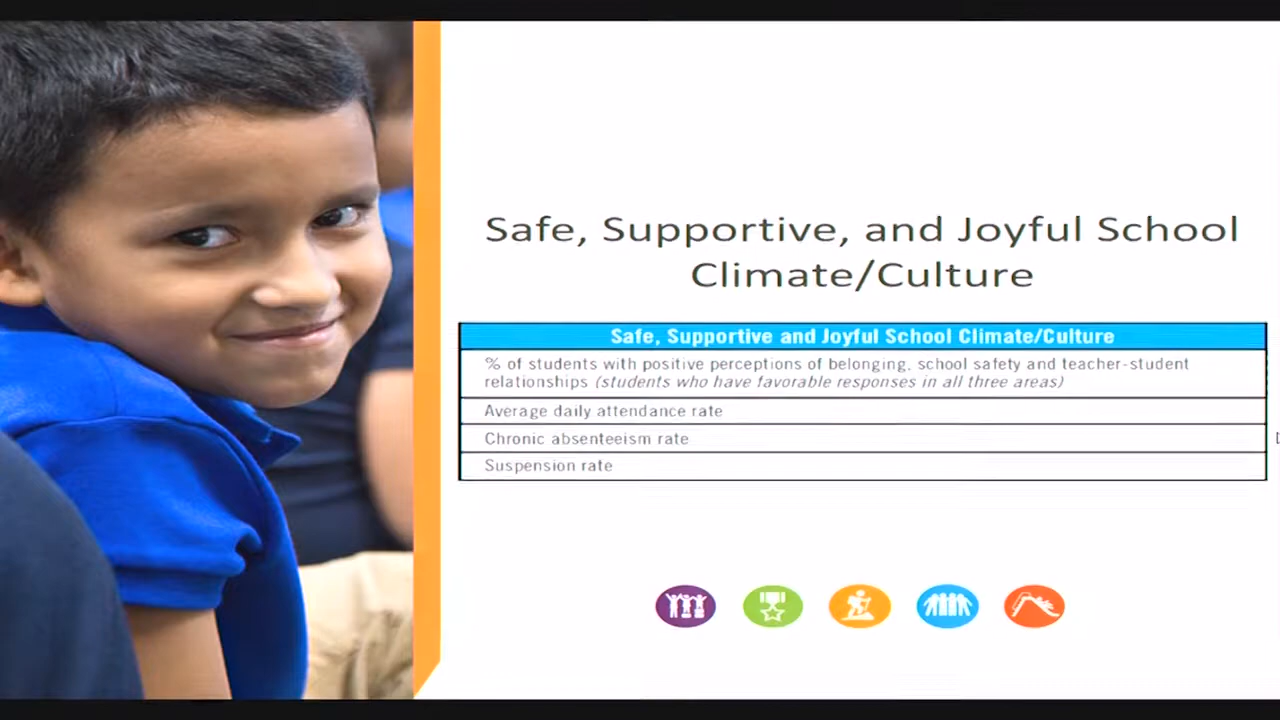 Safe, Supportive, and Joyful School
Climate/Culture
Safe, Supportive and Joyful School Climate/Culture
% of students with positive perceptions of belonging, school safety and teacher-student
relationships (students who have favorable responses in all three areas)
Average daily attendance rate
Chronic absenteeism rate
Suspension rate